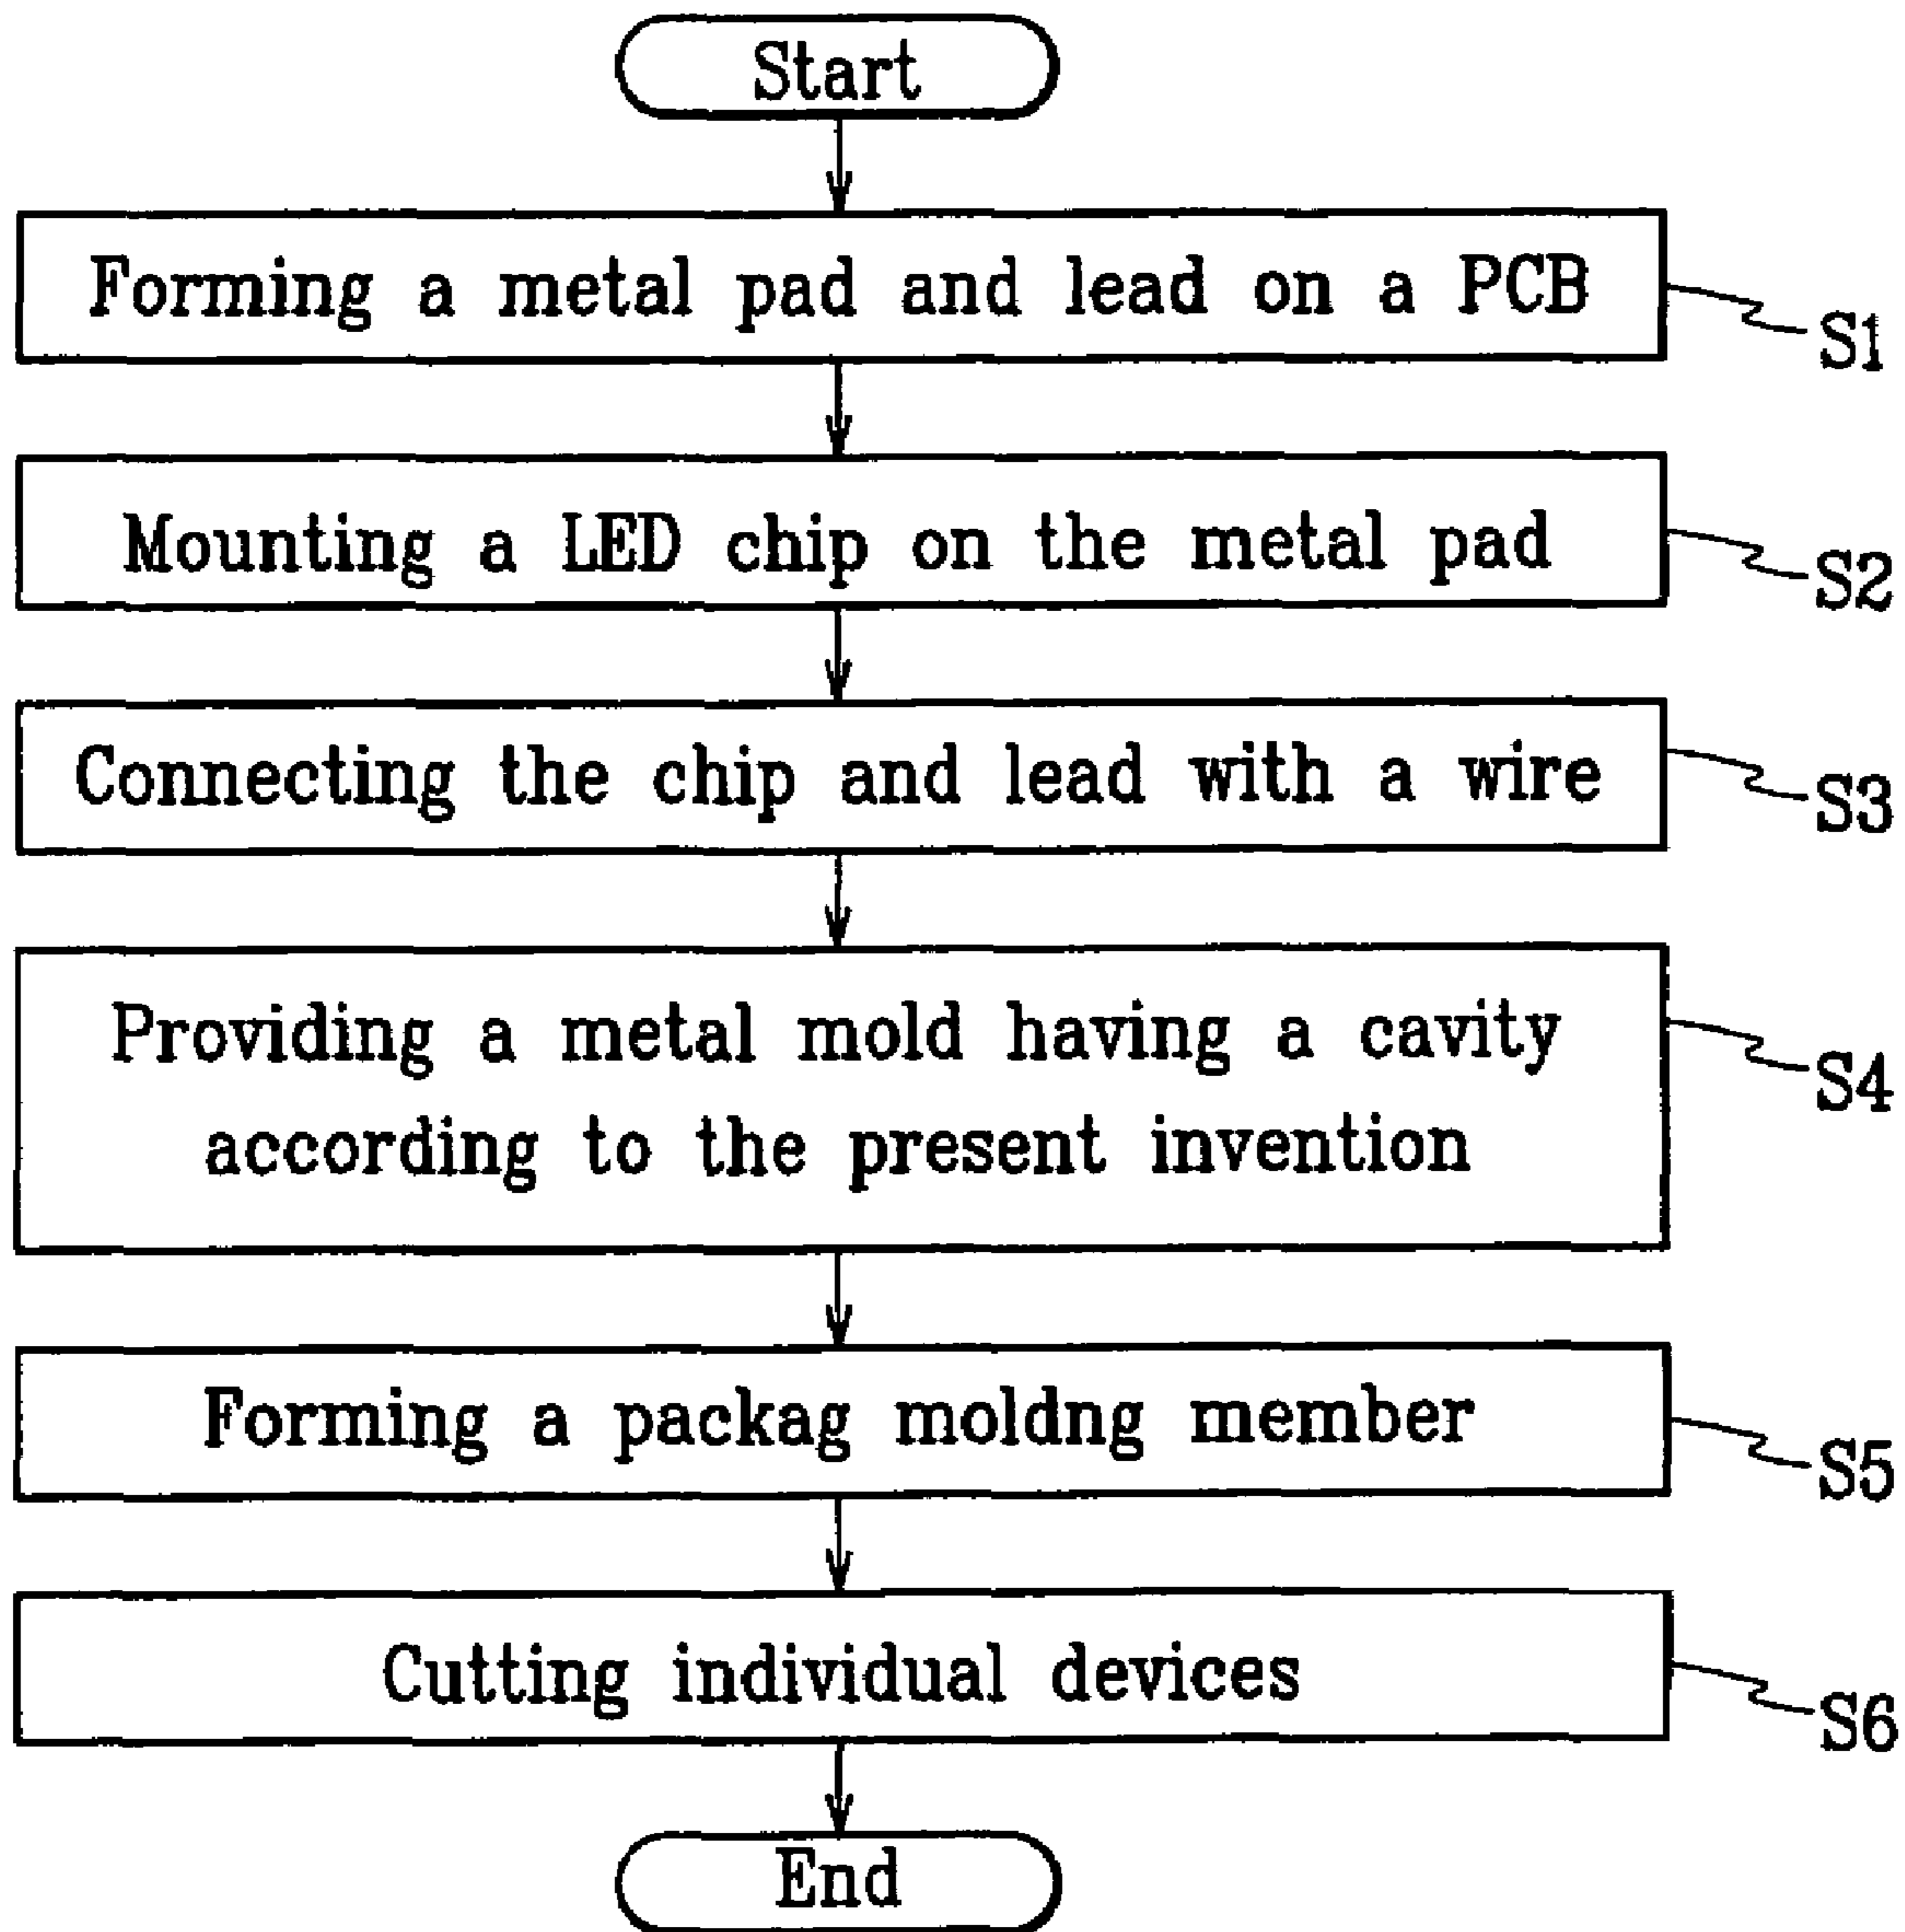 Start
Forming a metal pad and lead on a PCB
S1
Mounting a LED chip on the metal pad
S2
Connecting the chip and lead with a wire
S3
Providing a metal mold having a cavity
according to the present invention
S4
Forming a packag moldng member
S5
Cutting individual devices
S6
End